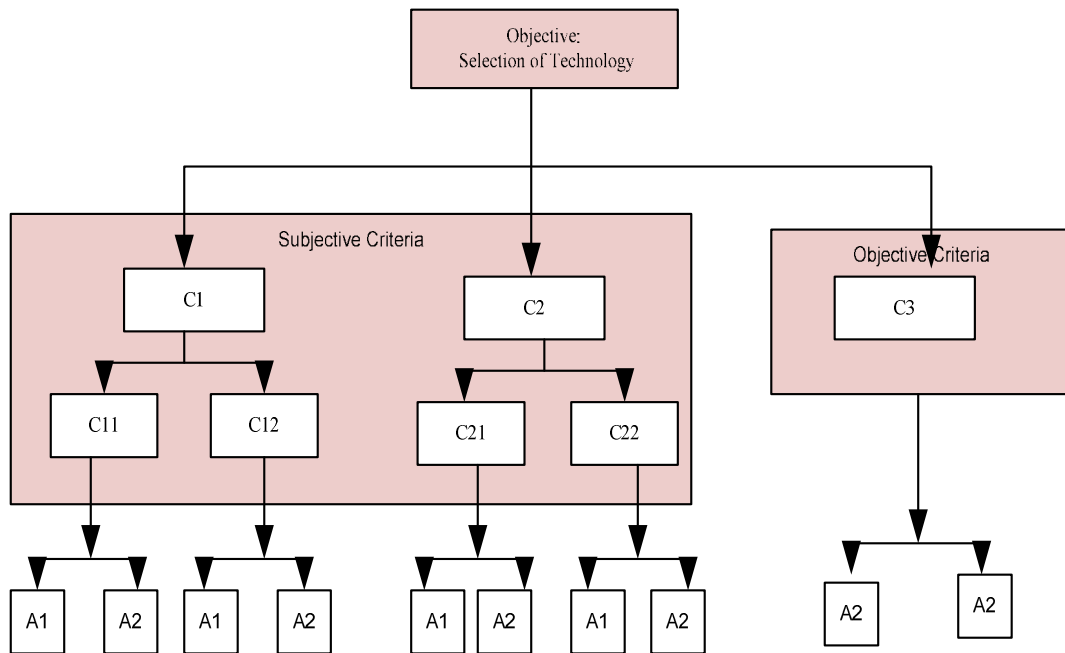 Objective:
Selection of Technology
Subjective Criteria
Objective Criteria
C1
C2
C3
C11
C12
C21
C22
A1
A2
A1
A2
A1
A2
A1
A2
A2
A2